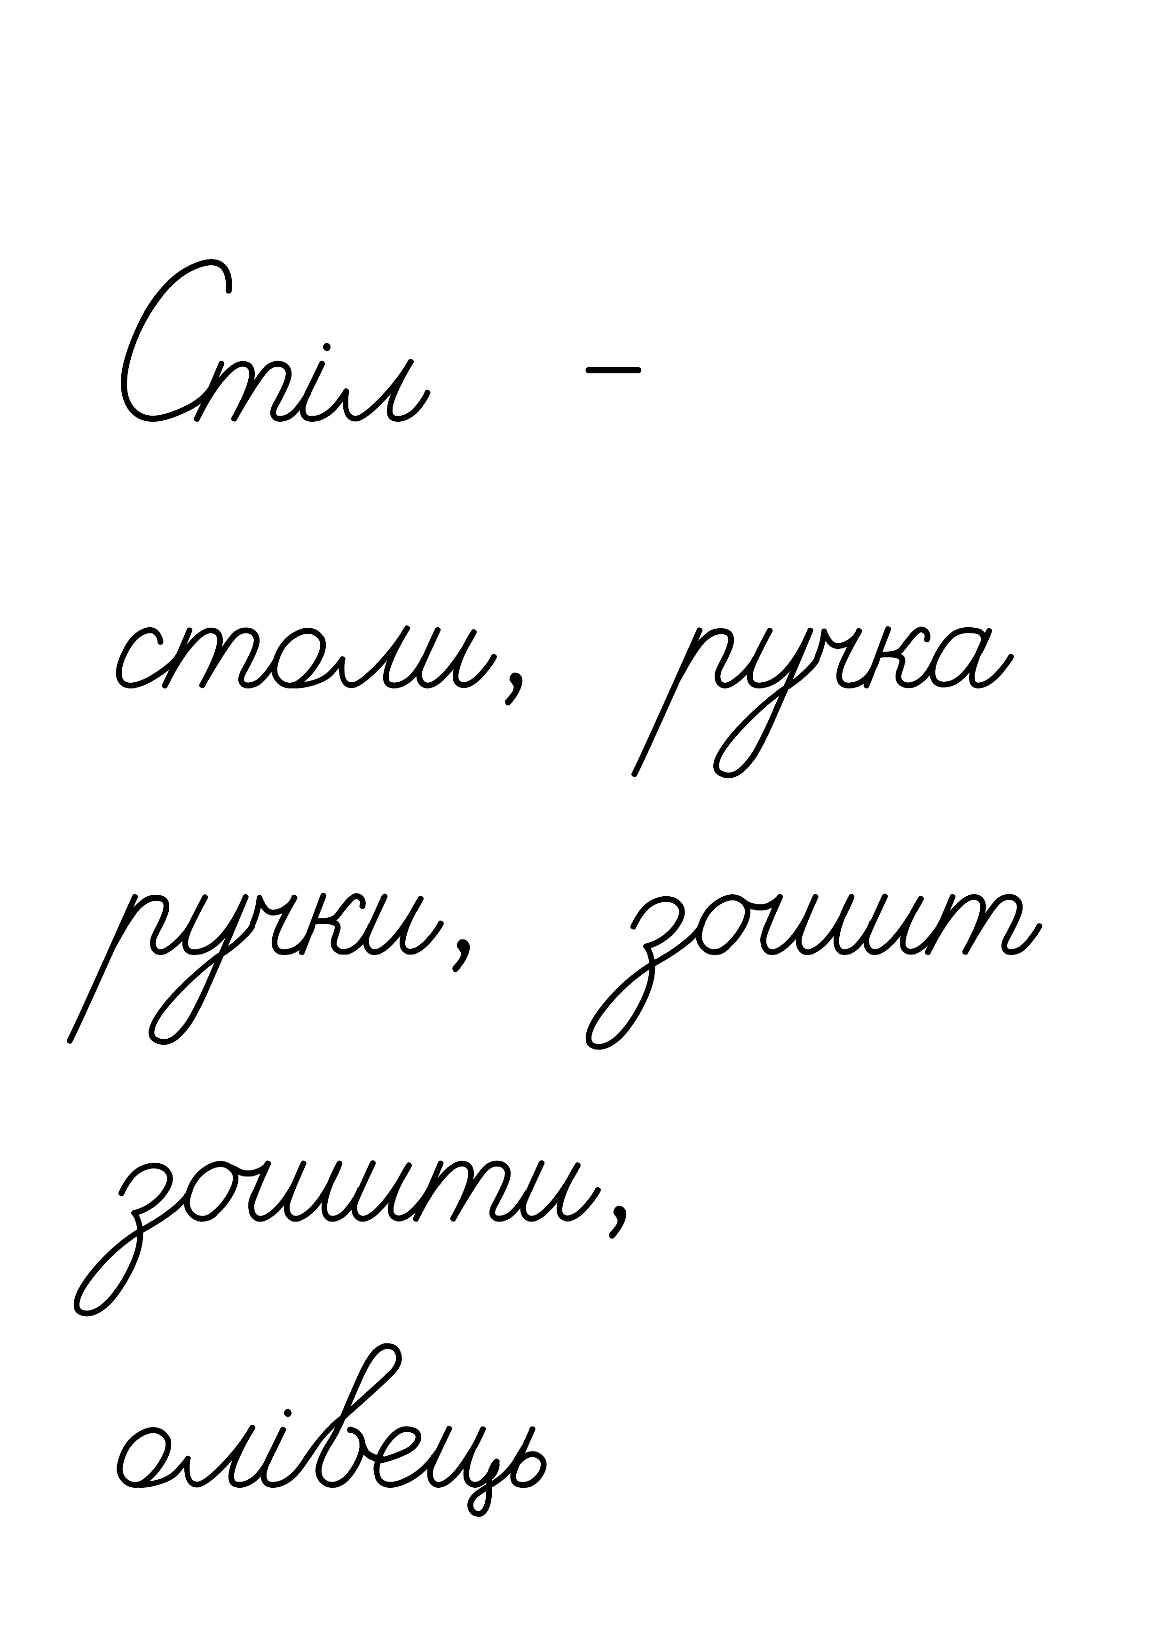 Стіл –
столи, ручка
ручки, зошит
зошити,
олівець